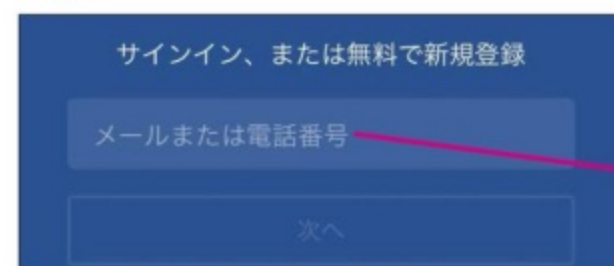 サインイン、または無料で新規登録
メールまたは電話番号
次へ